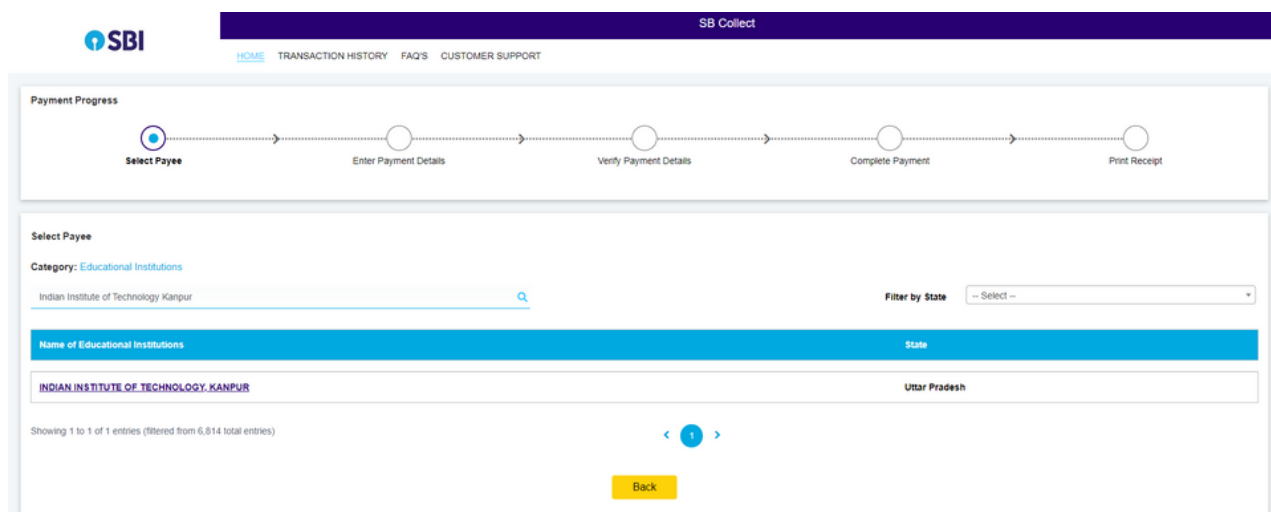 SBI
SB Collect
HOME TRANSACTION HISTORY FAQ'S CUSTOMER SUPPORT
Payment Progress
Select Payee Enter Payment Details Verify Payment Details Complete Payment Print Receipt
Select Payee
Category: Educational Institutions
Indian Institute of Technology Kanpur Filter by State -- Select --
Name of Educational Institutions State
INDIAN INSTITUTE OF TECHNOLOGY, KANPUR Uttar Pradesh
Showing 1 to 1 of 1 entries (filtered from 6,814 total entries) < 1 >
Back